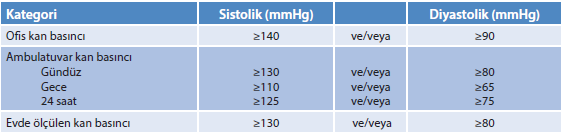 Kategori Sistolik (mmHg) Diyastolik (mmHg)
Ofis kan basıncı ≥140 ve/veya ≥90
Ambulatuvar kan basıncı
Gündüz ≥130 ve/veya ≥80
Gece ≥110 ve/veya ≥65
24 saat ≥125 ve/veya ≥75
Evde ölçülen kan basıncı ≥130 ve/veya ≥80